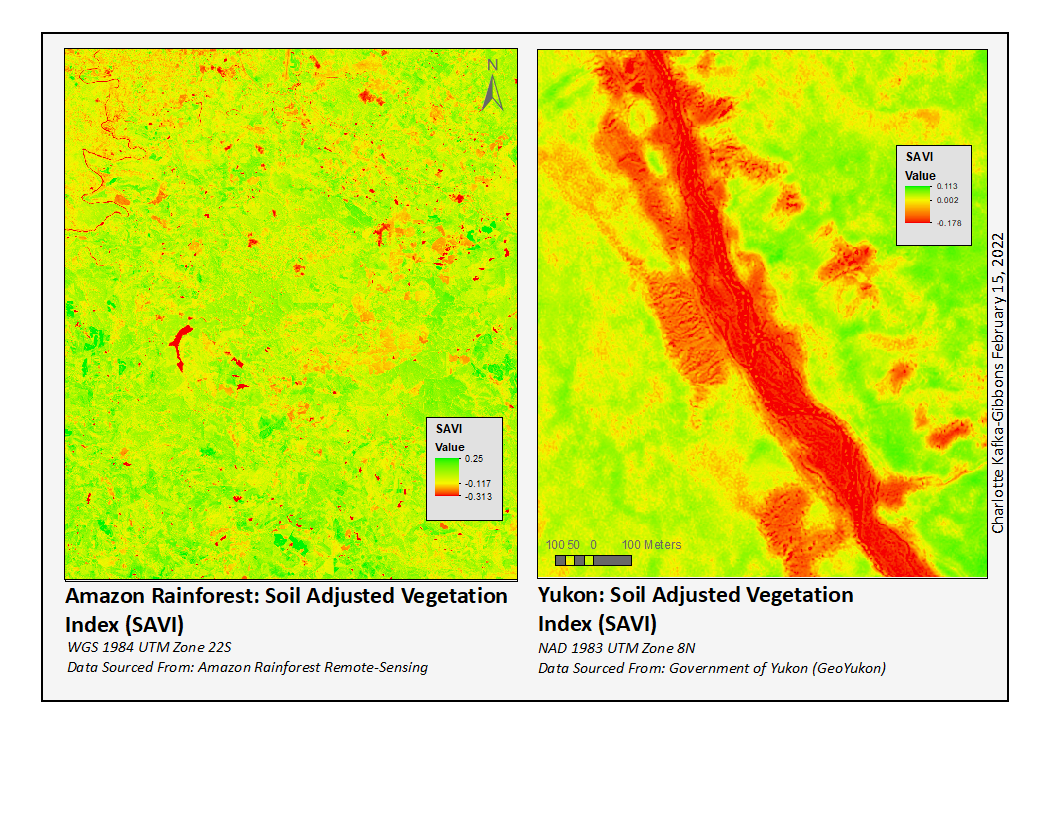 N
SAVI
Value
0.25
-0.117
-0.313
SAVI
Value
0.113
0.002
-0.178
100 50 0 100 Meters
Amazon Rainforest: Soil Adjusted Vegetation
Index (SAVI)
WGS 1984 UTM Zone 22S
Data Sourced From: Amazon Rainforest Remote-Sensing
Yukon: Soil Adjusted Vegetation
Index (SAVI)
NAD 1983 UTM Zone 8N
Data Sourced From: Government of Yukon (GeoYukon)
Charlotte Kafka-Gibbons February 15, 2022